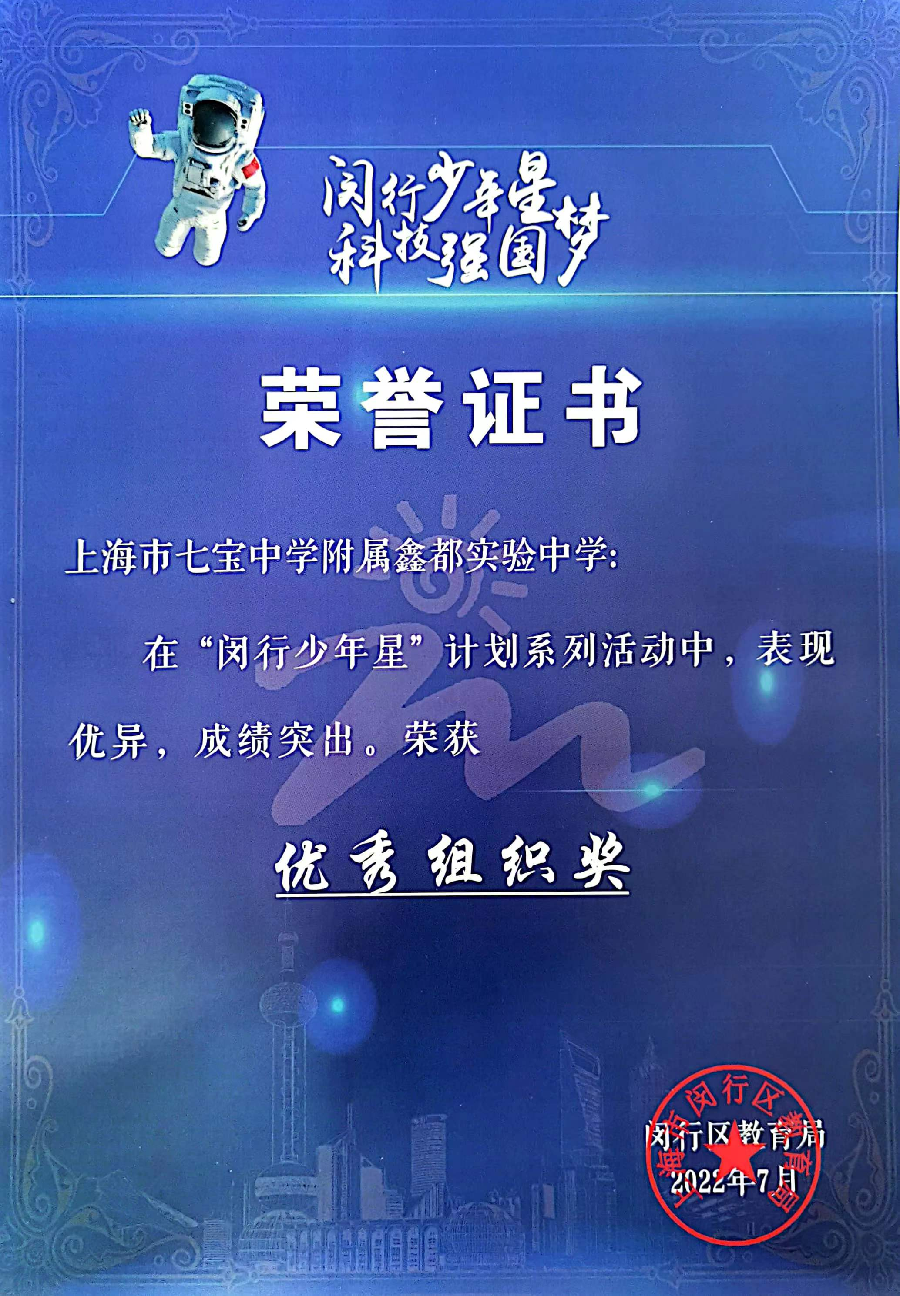 闵行少年星
科技强国梦
荣誉证书
上海市七宝中学附属鑫都实验中学:
在“闵行少年星”计划系列活动中，表现
优异，成绩突出。荣获
优秀组织奖
闵行区教育局
2022年7月
上海市闵行区教育局